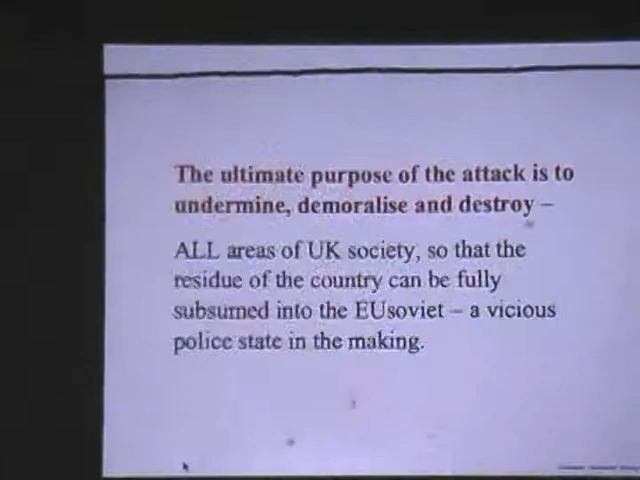 The ultimate purpose of the attack is to
undermine, demoralise and destroy –
ALL areas of UK society, so that the
residue of the country can be fully
subsumed into the EUsoviet – a vicious
police state in the making.